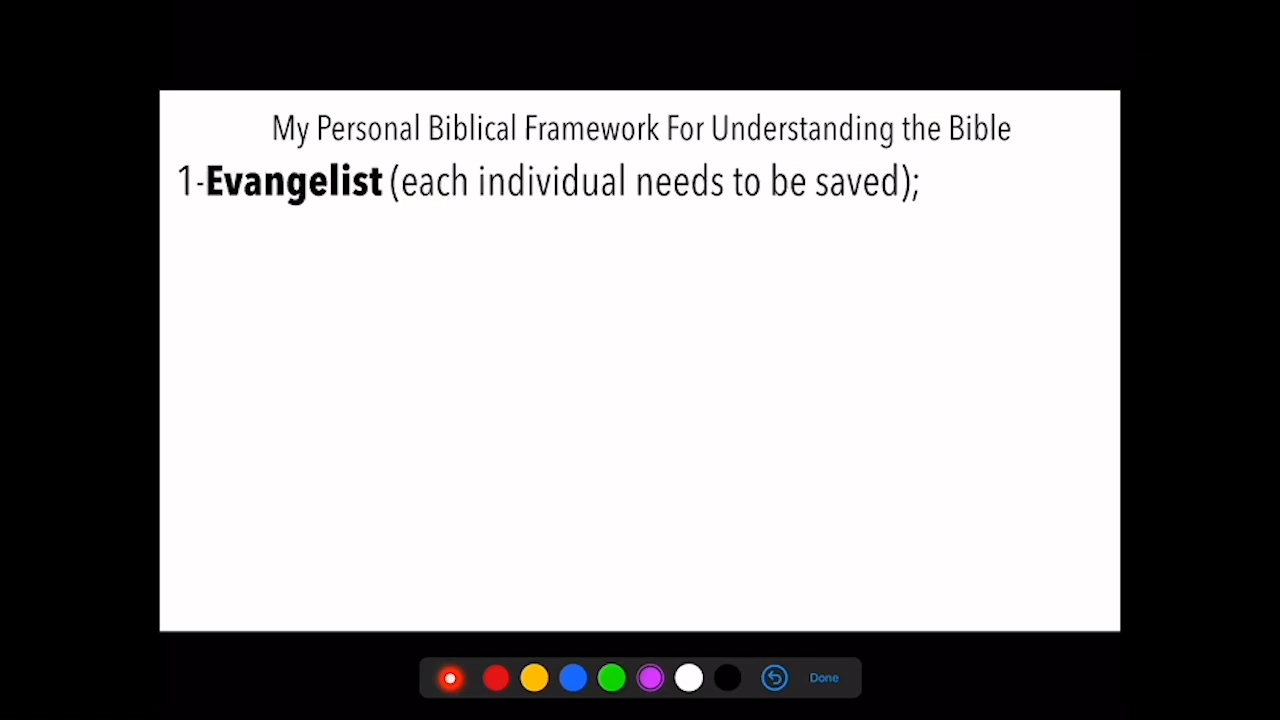 My Personal Biblical Framework For Understanding the Bible
1-Evangelist (each individual needs to be saved);
Done